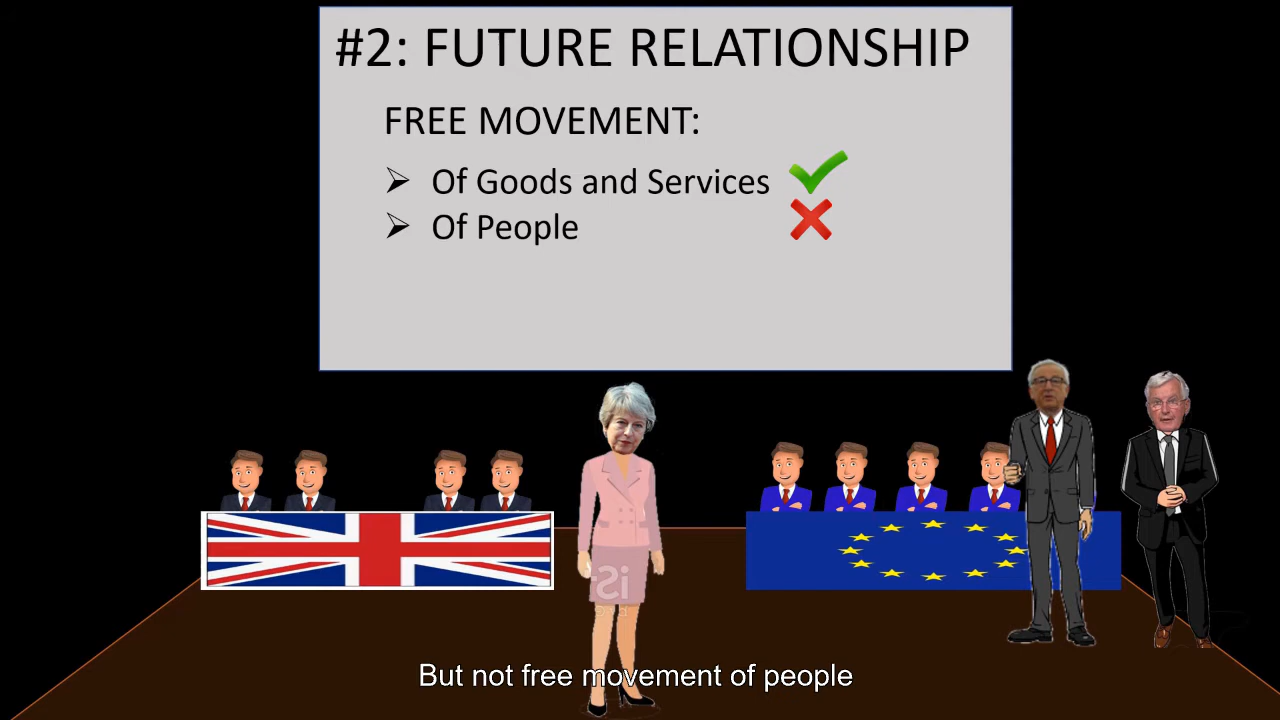 #2: FUTURE RELATIONSHIP
FREE MOVEMENT:
Of Goods and Services
Of People
But not free movement of people